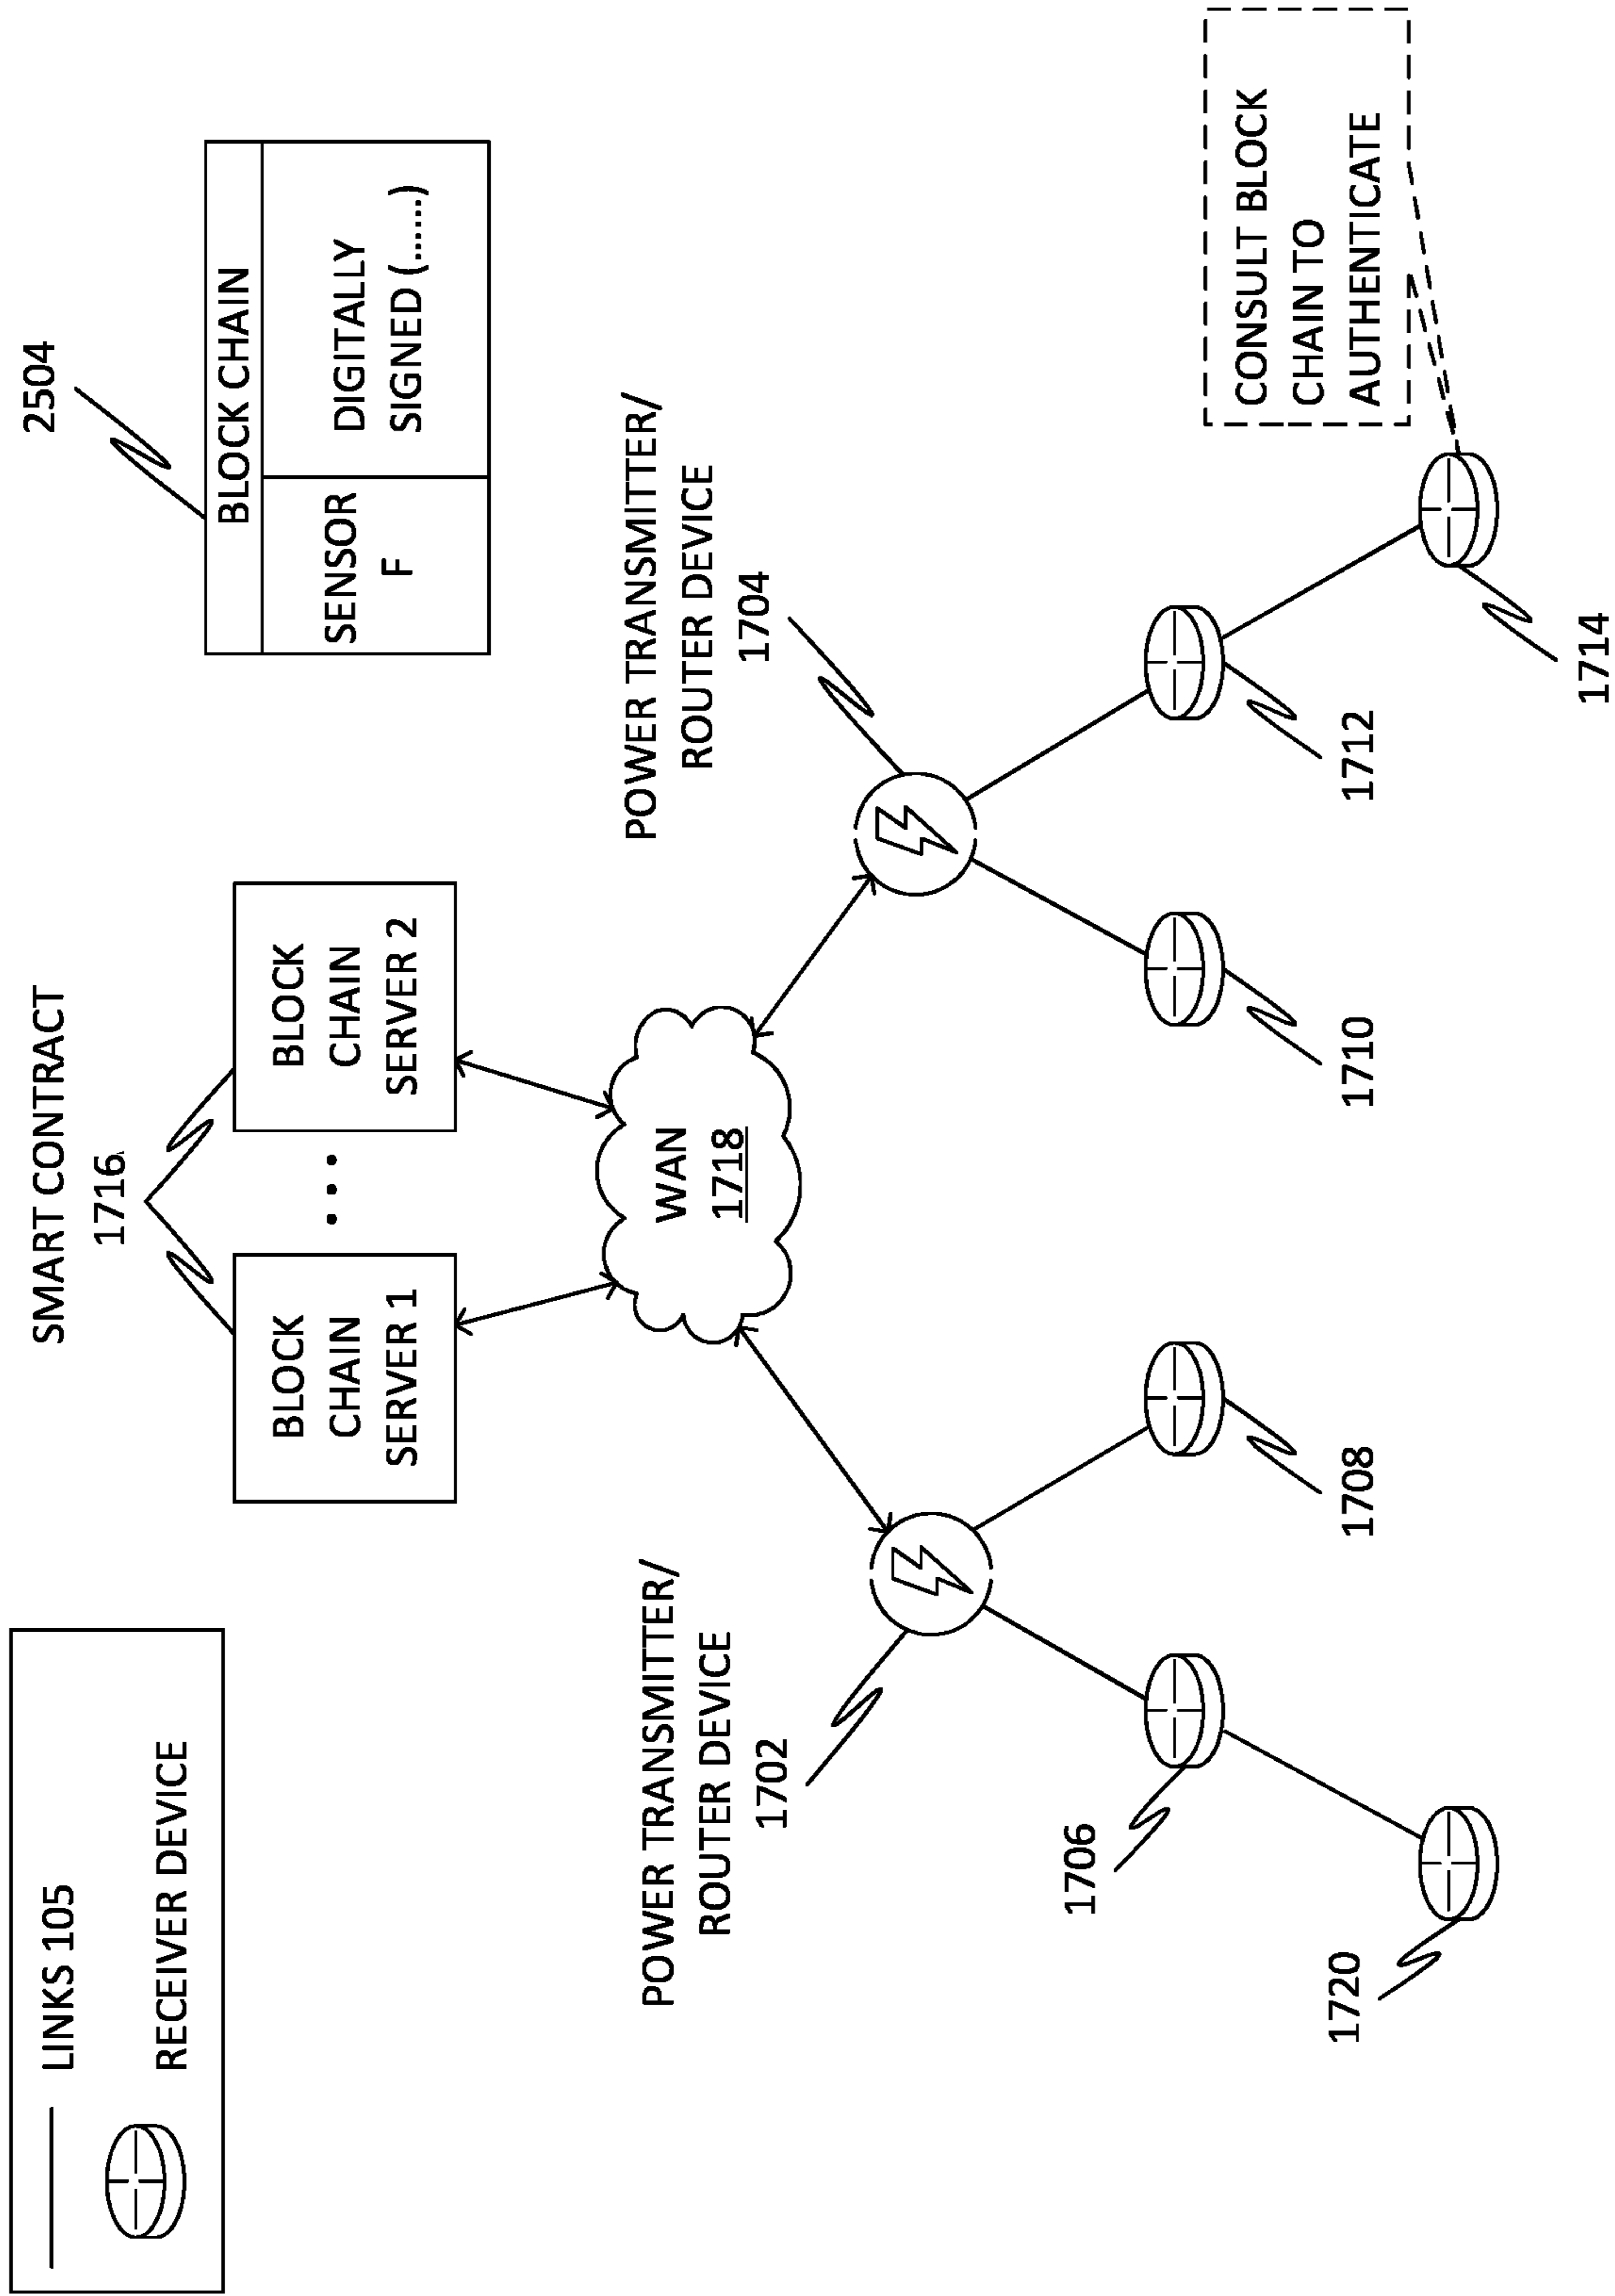 LINKS 105
RECEIVER DEVICE
SMART CONTRACT
1716
BLOCK
CHAIN
SERVER 1
...
BLOCK
CHAIN
SERVER 2
2504
BLOCK CHAIN
SENSOR
F
DIGITALLY
SIGNED (......)
WAN
1718
POWER TRANSMITTER/
ROUTER DEVICE
1702
POWER TRANSMITTER/
ROUTER DEVICE
1704
1706
1708
1710
1712
1720
1714
CONSULT BLOCK
CHAIN TO
AUTHENTICATE